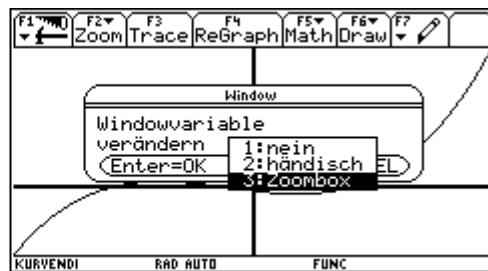 F1 F2 F3 F4 F5 F6 F7
Zoom Trace ReGraph Math Draw
Window
Windowvariable
verändern
1:nein
2:händisch
3:Zoombox
Enter=OK
EL
KURVENDI RAD AUTO FUNC